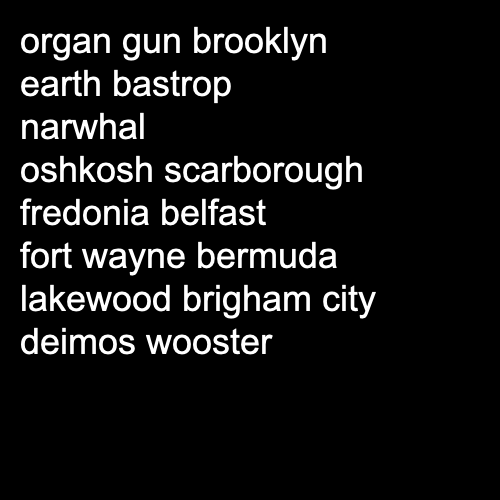 organ gun brooklyn
earth bastrop
narwhal
oshkosh scarborough
fredonia belfast
fort wayne bermuda
lakewood brigham city
deimos wooster